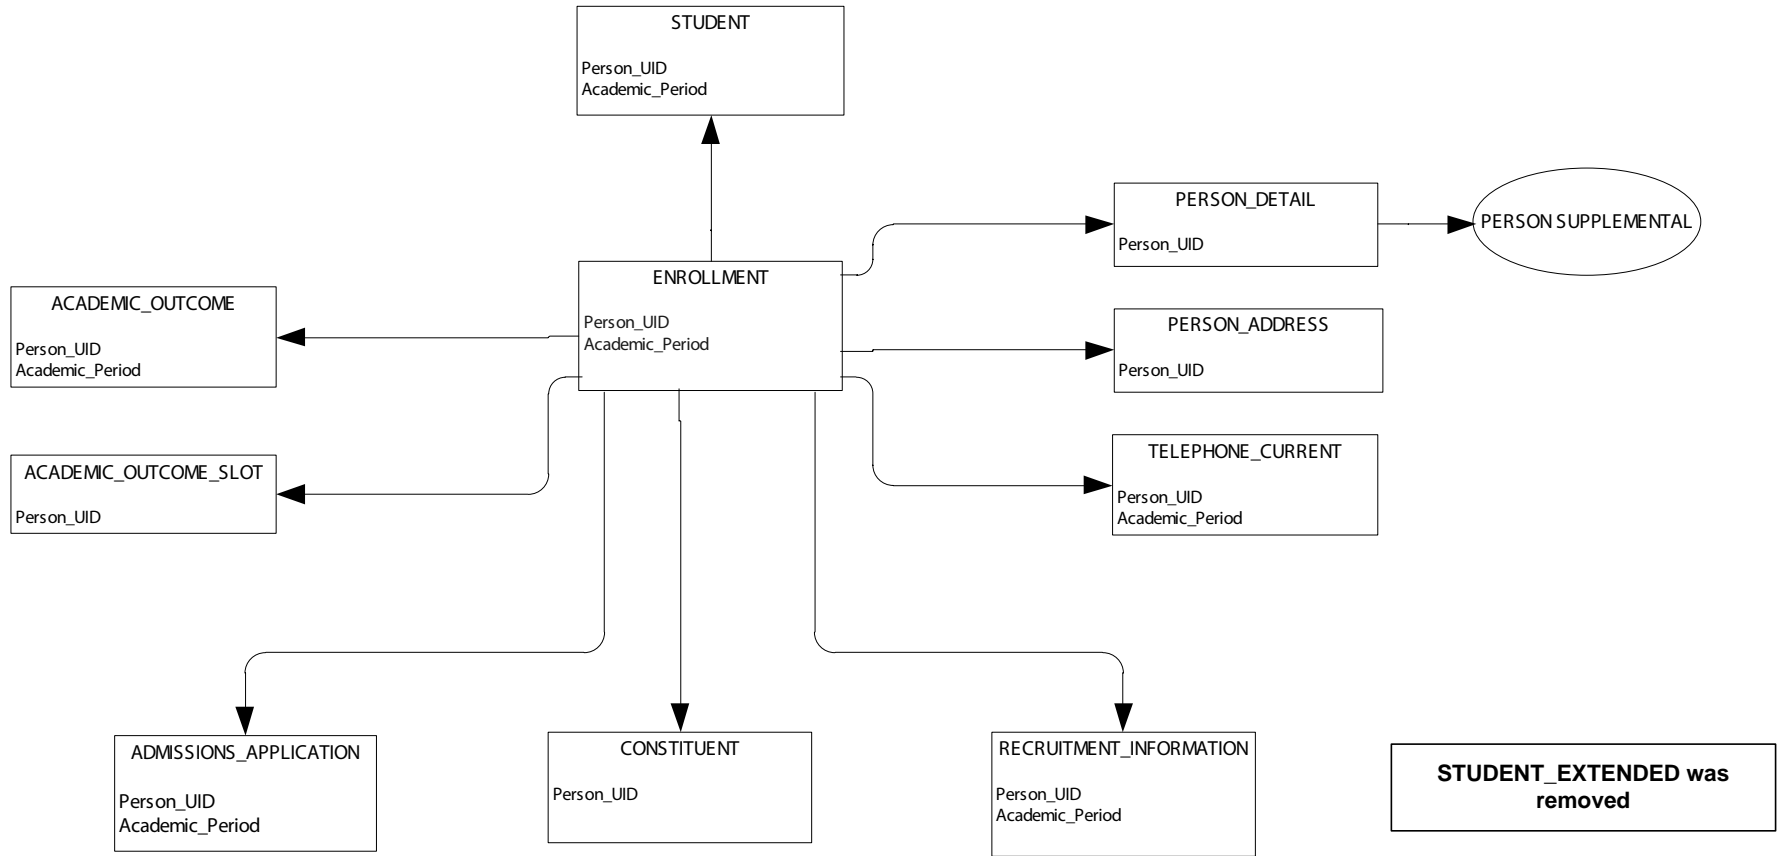 STUDENT
Person_UID
Academic_Period
PERSON_DETAIL
Person_UID
PERSON SUPPLEMENTAL
ENROLLMENT
Person_UID
Academic_Period
ACADEMIC_OUTCOME
Person_UID
Academic_Period
PERSON_ADDRESS
Person_UID
ACADEMIC_OUTCOME_SLOT
Person_UID
TELEPHONE_CURRENT
Person_UID
Academic_Period
ADMISSIONS_APPLICATION
Person_UID
Academic_Period
CONSTITUENT
Person_UID
RECRUITMENT_INFORMATION
Person_UID
Academic_Period
STUDENT_EXTENDED was
removed